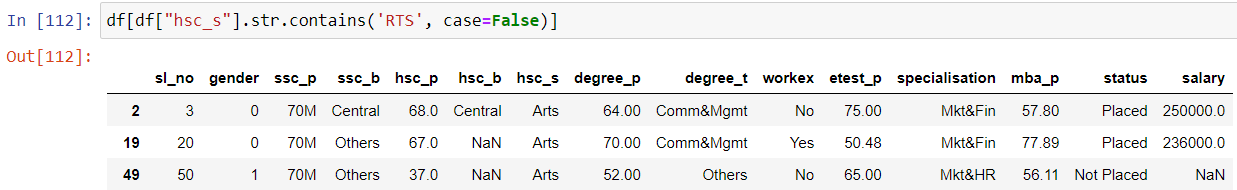 In [112]: df[df["hsc_s"].str.contains('RTS', case=False)]
Out[112]:
sl_no gender ssc_p ssc_b hsc_p hsc_b hsc_s degree_p degree_t workex etest_p specialisation mba_p status salary
2 3 0 70M Central 68.0 Central Arts 64.00 Comm&Mgmt No 75.00 Mkt&Fin 57.80 Placed 250000.0
19 20 0 70M Others 67.0 NaN Arts 70.00 Comm&Mgmt Yes 50.48 Mkt&Fin 77.89 Placed 236000.0
49 50 1 70M Others 37.0 NaN Arts 52.00 Others No 65.00 Mkt&HR 56.11 Not Placed NaN